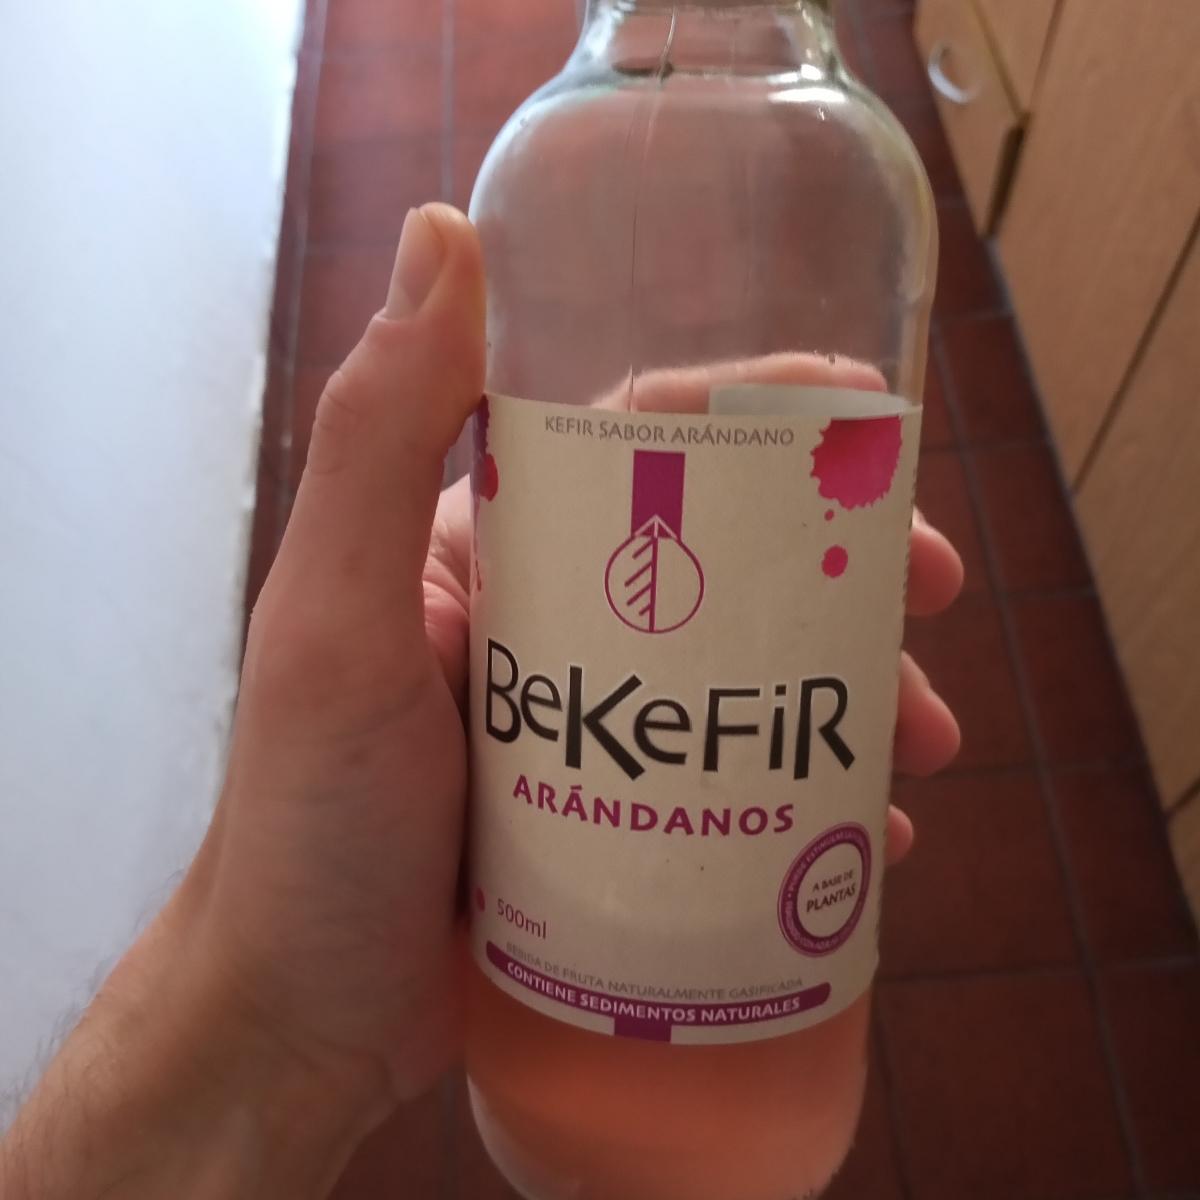 KEFIR SABOR ARÁNDANO
BeKeFiR
ARÁNDANOS
A BASE DE
PLANTAS
500ml
BEBIDA DE FRUTA NATURALMENTE GASIFICADA
CONTIENE SEDIMENTOS NATURALES